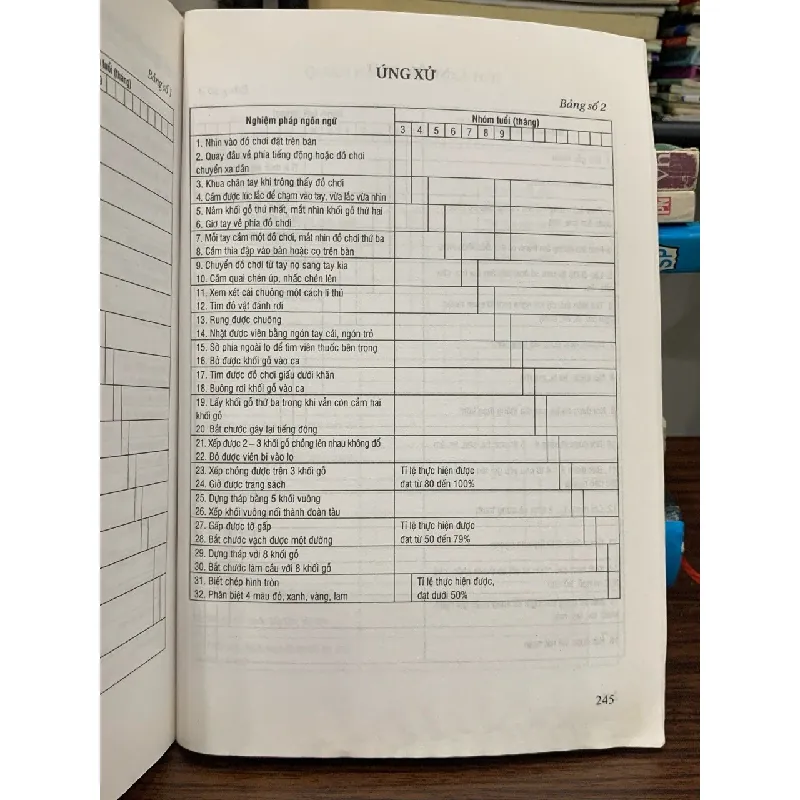 tuổi (tháng)
Bảng số 1
ỨNG XỬ
Bảng số 2
Nghiệm pháp ngôn ngữ
Nhóm tuổi (tháng)
3 4 5 6 7 8 9
1. Nhìn vào đồ chơi đặt trên bàn
2. Quay đầu về phía tiếng động hoặc đồ chơi
chuyển xa dần
3. Khua chân tay khi trông thấy đồ chơi
4. Cầm được lúc lắc để chạm vào tay, vừa lắc vừa nhìn
5. Nắm khối gỗ thứ nhất, mắt nhìn khối gỗ thứ hai
6. Giơ tay về phía đồ chơi
7. Mỗi tay cầm một đồ chơi, mắt nhìn đồ chơi thứ ba
8. Cầm thìa đập vào bàn hoặc cọ trên bàn
9. Chuyển đồ chơi từ tay nọ sang tay kia
10. Cầm quai chén úp, nhấc chén lên
11. Xem xét cái chuông một cách lí thú
12. Tìm đồ vật đánh rơi
13. Rung được chuông
14. Nhặt được viên bằng ngón tay cái, ngón trỏ
15. Sờ phía ngoài lọ để tìm viên thuốc bên trong
16. Bỏ được khối gỗ vào ca
17. Tìm được đồ chơi giấu dưới khăn
18. Buông rơi khối gỗ vào ca
19. Lấy khối gỗ thứ ba trong khi vẫn còn cầm hai
khối gỗ
20. Bắt chước gây lại tiếng động
21. Xếp được 2 – 3 khối gỗ chồng lên nhau không đổ
22. Bỏ được viên bi vào lọ
23. Xếp chồng được trên 3 khối gỗ
24. Giở được trang sách
Tỉ lệ thực hiện được
đạt từ 80 đến 100%
25. Dựng tháp bằng 5 khối vuông
26. Xếp khối vuông nối thành đoàn tàu
27. Gấp được tờ gấp
28. Bắt chước vạch được một đường
Tỉ lệ thực hiện được
đạt từ 50 đến 79%
29. Dựng tháp với 8 khối gỗ
30. Bắt chước làm cầu với 8 khối gỗ
31. Biết chép hình tròn
32. Phân biệt 4 màu đỏ, xanh, vàng, lam
Tỉ lệ thực hiện được,
đạt dưới 50%
245